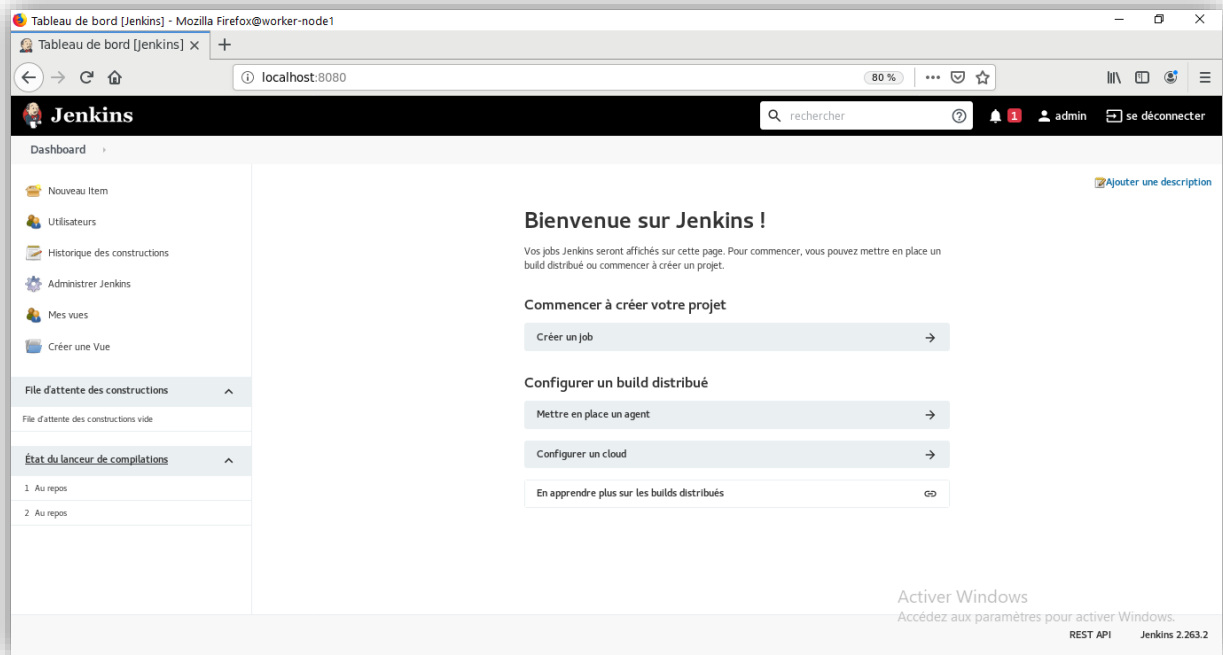 Tableau de bord [Jenkins] - Mozilla Firefox@worker-node1
Tableau de bord [Jenkins]
localhost:8080
80 %
Jenkins
rechercher
1
admin
se déconnecter
Dashboard
Ajouter une description
Nouveau Item
Utilisateurs
Historique des constructions
Administrer Jenkins
Mes vues
Créer une Vue
File d'attente des constructions
File d'attente des constructions vide
État du lanceur de compilations
1 Au repos
2 Au repos
Bienvenue sur Jenkins !
Vos jobs Jenkins seront affichés sur cette page. Pour commencer, vous pouvez mettre en place un
build distribué ou commencer à créer un projet.
Commencer à créer votre projet
Créer un job
Configurer un build distribué
Mettre en place un agent
Configurer un cloud
En apprendre plus sur les builds distribués
Activer Windows
Accédez aux paramètres pour activer Windows.
REST API
Jenkins 2.263.2